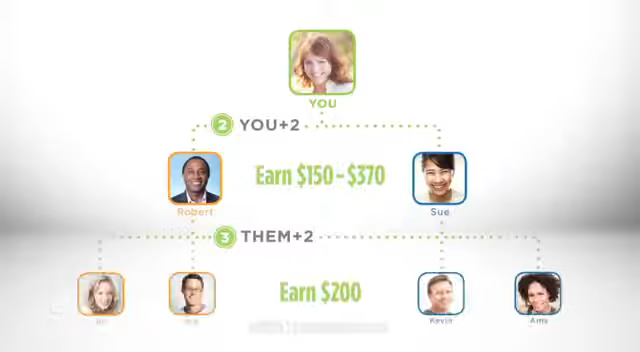 YOU
2 YOU+2
Earn $150-$370
Robert
Sue
3 THEM+2
Earn $200
Kevin
Amy